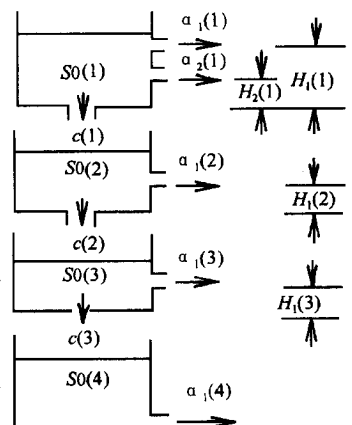 α₁(1)
S0(1)
α₂(1)
H₂(1)
H₁(1)
c(1)
S0(2)
α₁(2)
H₁(2)
c(2)
S0(3)
α₁(3)
H₁(3)
c(3)
S0(4)
α₁(4)